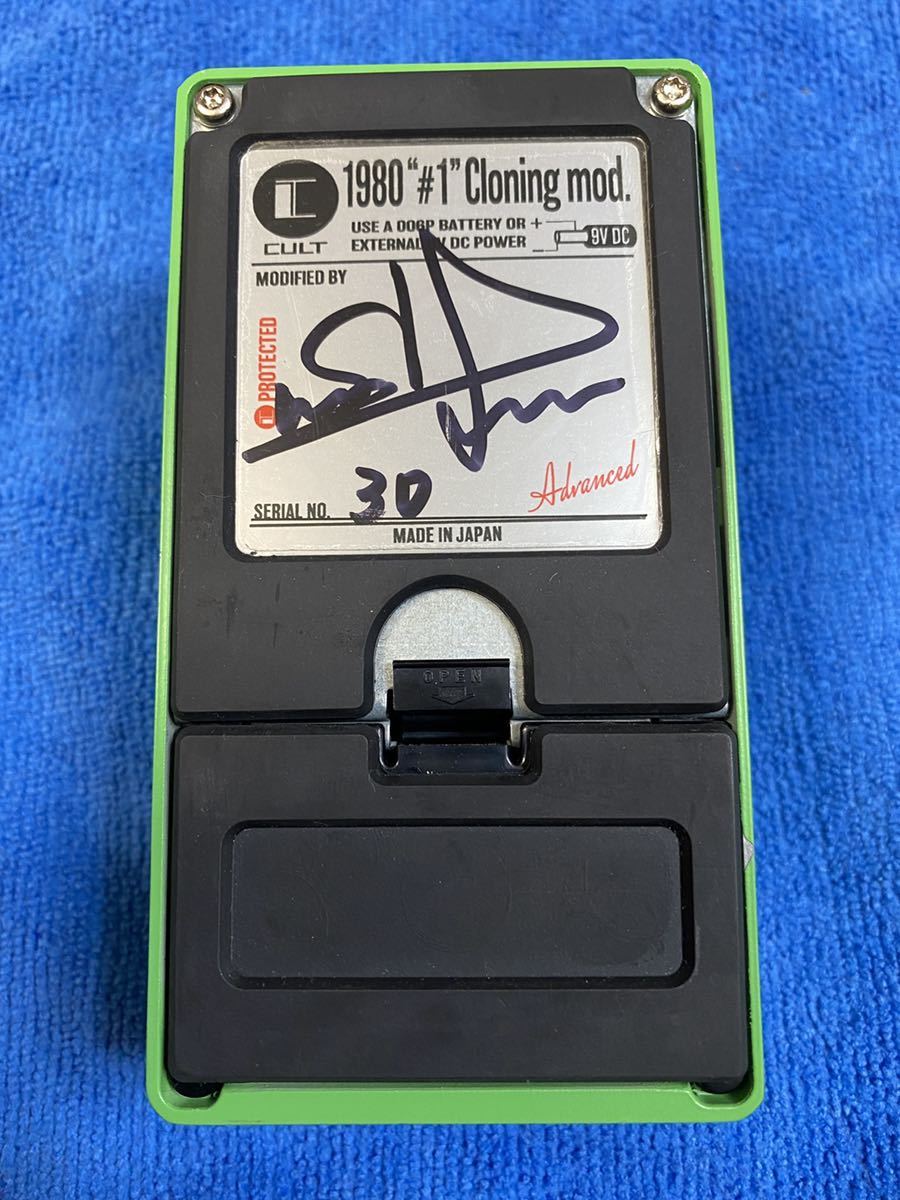 1980 "#1" Cloning mod.
CULT
USE A 006P BATTERY OR
EXTERNAL 9V DC POWER
+
-
9V DC
MODIFIED BY
PROTECTED
Advanced
SERIAL NO. 30
MADE IN JAPAN
OPEN